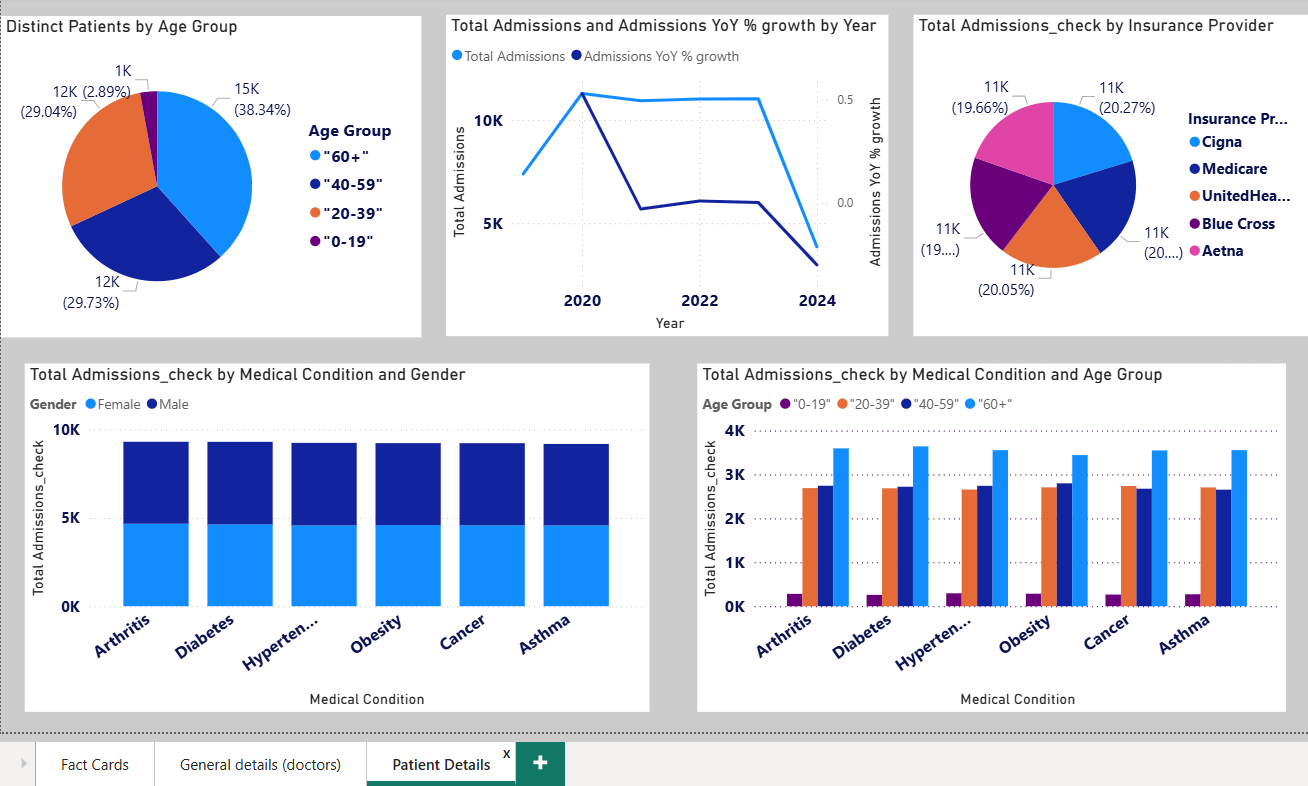 Distinct Patients by Age Group
1K
(2.89%)
15K
(38.34%)
12K
(29.04%)
12K
(29.73%)
Age Group
"60+"
"40-59"
"20-39"
"0-19"
Total Admissions and Admissions YoY % growth by Year
Total Admissions Admissions YoY % growth
Total Admissions
10K
5K
0.5
0.0
Admissions YoY % growth
2020 2022 2024
Year
Total Admissions_check by Insurance Provider
11K
(19.66%)
11K
(20.27%)
11K
(19....)
11K
(20....)
11K
(20.05%)
Insurance Pr...
Cigna
Medicare
UnitedHea...
Blue Cross
Aetna
Total Admissions_check by Medical Condition and Gender
Gender Female Male
Total Admissions_check
10K
5K
0K
Arthritis Diabetes Hyperten... Obesity Cancer Asthma
Medical Condition
Total Admissions_check by Medical Condition and Age Group
Age Group "0-19" "20-39" "40-59" "60+"
Total Admissions_check
4K
3K
2K
1K
0K
Arthritis Diabetes Hyperten... Obesity Cancer Asthma
Medical Condition
Fact Cards General details (doctors) Patient Details x +